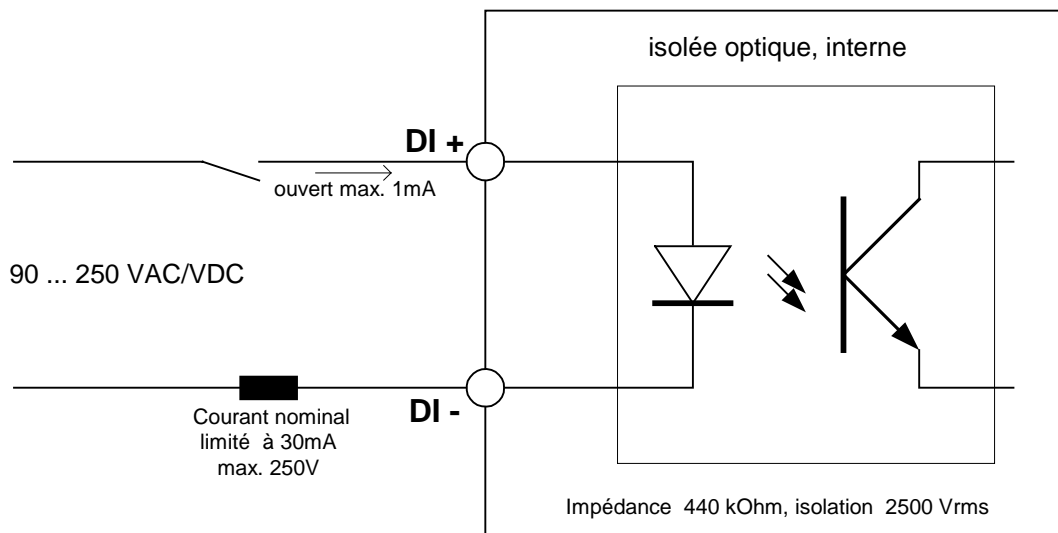 isolée optique, interne
DI +
ouvert max. 1mA
90 ... 250 VAC/VDC
DI -
Courant nominal
limité à 30mA
max. 250V
Impédance 440 kOhm, isolation 2500 Vrms